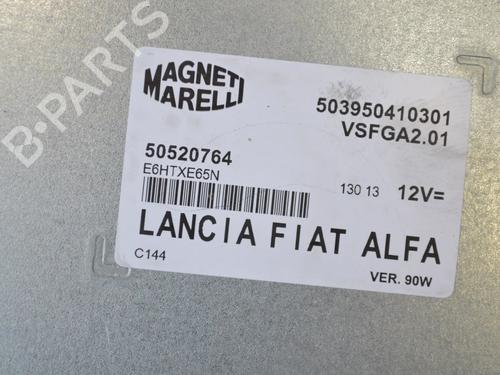 B-PARTS
MAGNETI
MARELLI
503950410301
VSFGA2.01
50520764
E6HTXE65N
130 13
12V=
LANCIA FIAT ALFA
C144
VER. 90W